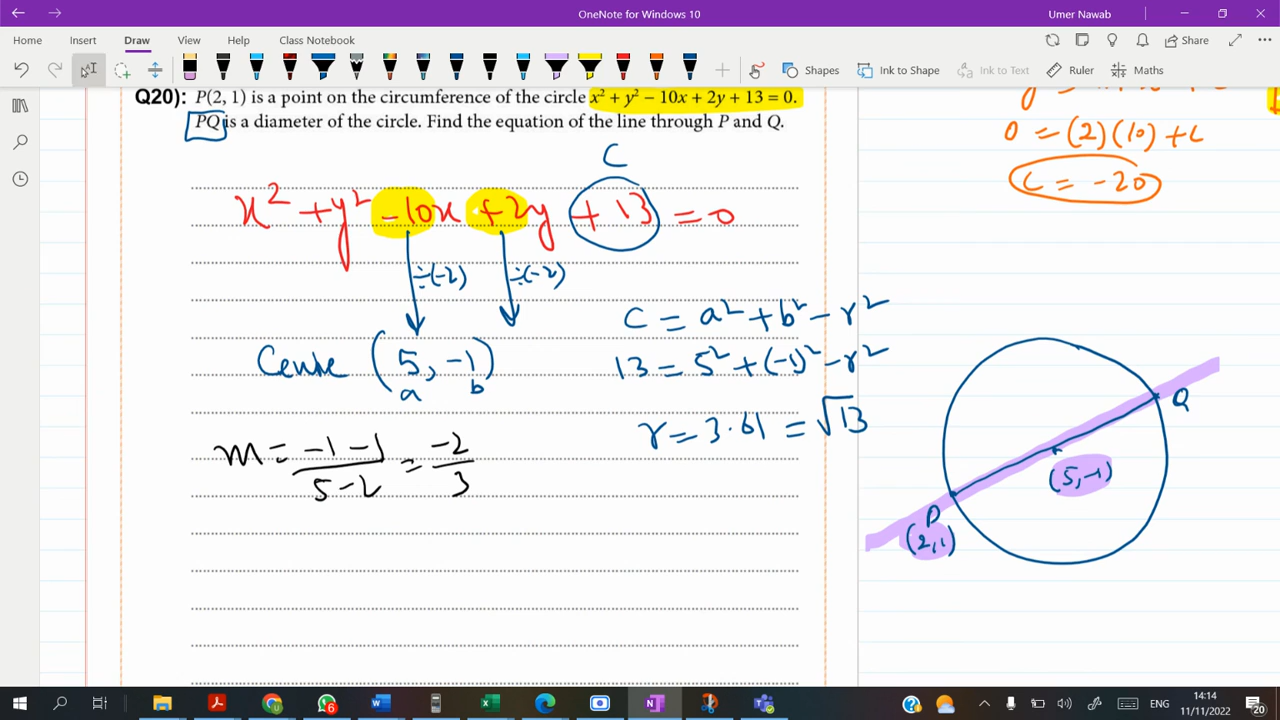 OneNote for Windows 10
Umer Nawab
Home Insert Draw View Help Class Notebook
Share
Shapes Ink to Shape Ink to Text Ruler Maths
Q20): P(2, 1) is a point on the circumference of the circle x² + y² − 10x + 2y + 13 = 0.
PQ is a diameter of the circle. Find the equation of the line through P and Q.
0 = (2)(10) + C
C = -20
C
x² + y² - 10x + 2y + 13 = 0
÷(-2) ÷(-2)
C = a² + b² - r²
Centre (5, -1)
a b
13 = 5² + (-1)² - r²
r = 3.61 = √13
m = -1 - 1 / 5 - 2 = -2 / 3
Q
(5, -1)
P
(2, 1)
6
ENG
14:14
11/11/2022
20